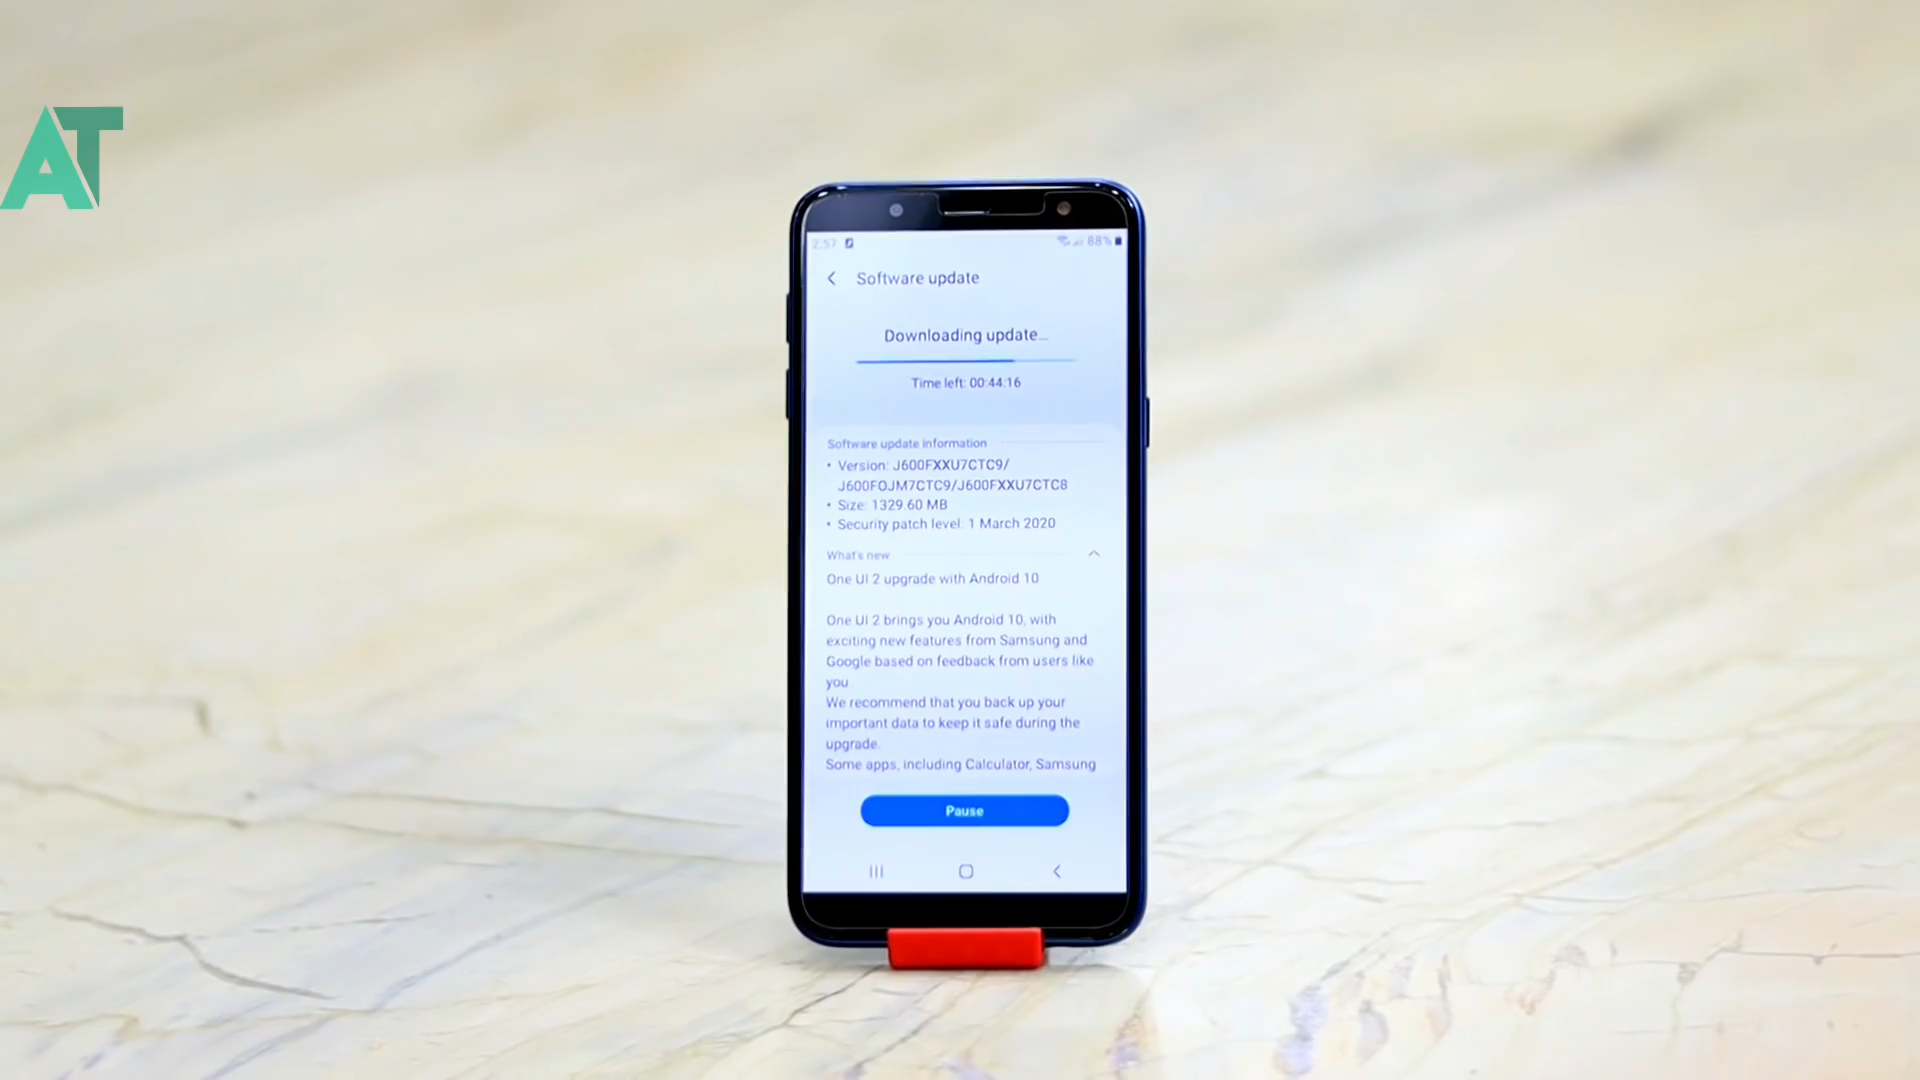 AT
2:57
88%
Software update
Downloading update...
Time left: 00:44:16
Software update information
• Version: J600FXXU7CTC9/
J600FOJM7CTC9/J600FXXU7CTC8
• Size: 1329.60 MB
• Security patch level: 1 March 2020
What's new
One UI 2 upgrade with Android 10
One UI 2 brings you Android 10, with
exciting new features from Samsung and
Google based on feedback from users like
you.
We recommend that you back up your
important data to keep it safe during the
upgrade.
Some apps, including Calculator, Samsung
Pause